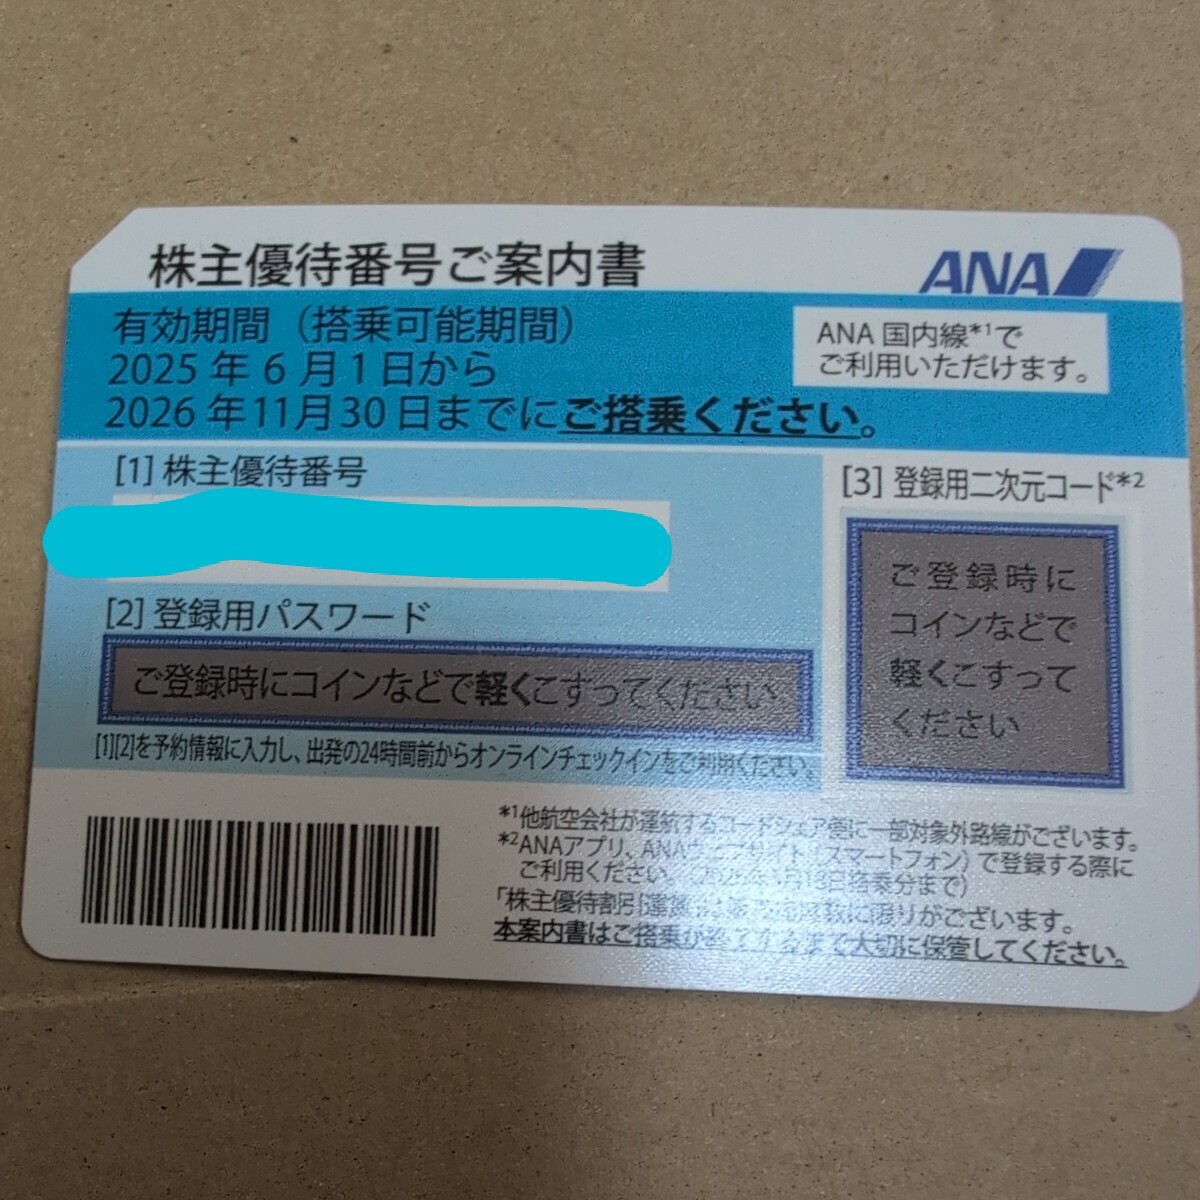 株主優待番号ご案内書
ANA
有効期間（搭乗可能期間）
2025年6月1日から
2026年11月30日までにご搭乗ください。
ANA国内線*1で
ご利用いただけます。
[1]株主優待番号
[2]登録用パスワード
ご登録時にコインなどで軽くこすってください
[1][2]を予約情報に入力し、出発の24時間前からオンラインチェックインをご利用ください。
[3]登録用二次元コード*2
ご登録時に
コインなどで
軽くこすって
ください
*1他航空会社が運航するコードシェア便に一部対象外路線がございます。
*2ANAアプリ、ANAウェブサイト（スマートフォン）で登録する際に
ご利用ください。（2026年 月18日搭乗分まで）
「株主優待割引運賃」は 席数に限りがございます。
本案内書はご搭乗が終了するまで大切に保管してください。